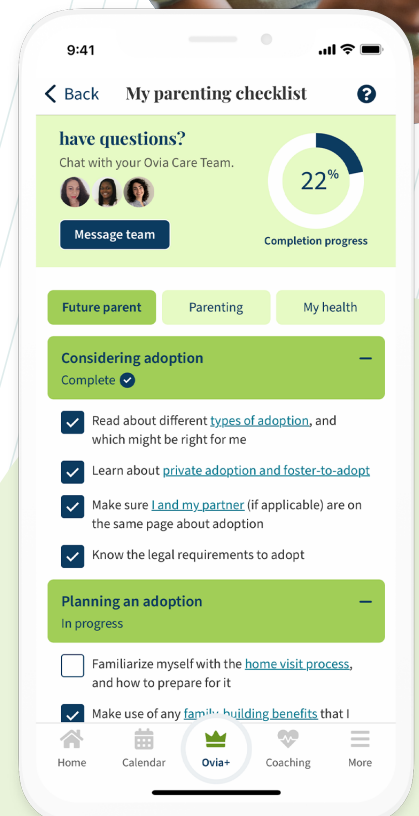 9:41
Back
My parenting checklist
?
have questions?
Chat with your Ovia Care Team.
Message team
22%
Completion progress
Future parent
Parenting
My health
Considering adoption
Complete
Read about different types of adoption, and
which might be right for me
Learn about private adoption and foster-to-adopt
Make sure I and my partner (if applicable) are on
the same page about adoption
Know the legal requirements to adopt
Planning an adoption
In progress
Familiarize myself with the home visit process,
and how to prepare for it
Make use of any family-building benefits that I
Home
Calendar
Ovia+
Coaching
More